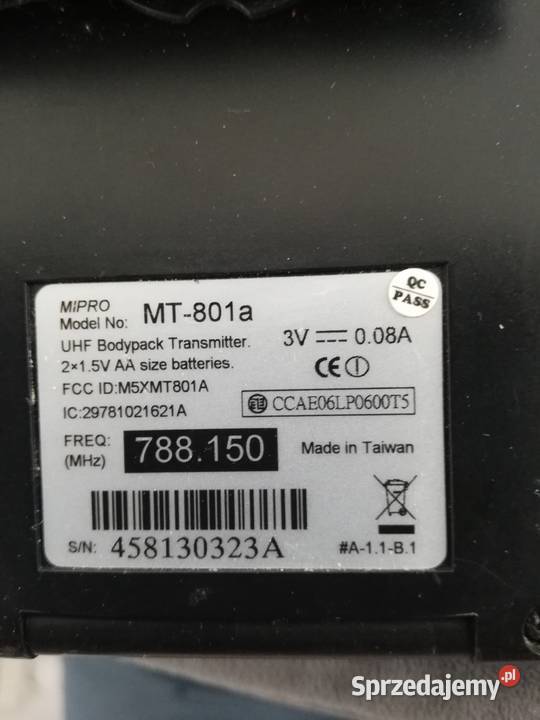 QC
PASS
MIPRO
Model No: MT-801a
UHF Bodypack Transmitter.
2×1.5V AA size batteries.
3V 0.08A
CE
FCC ID:M5XMT801A
IC:29781021621A
CCAE06LP0600T5
FREQ:
(MHz)
788.150
Made in Taiwan
S/N: 458130323A
#A-1.1-B.1
Sprzedajemy.pl